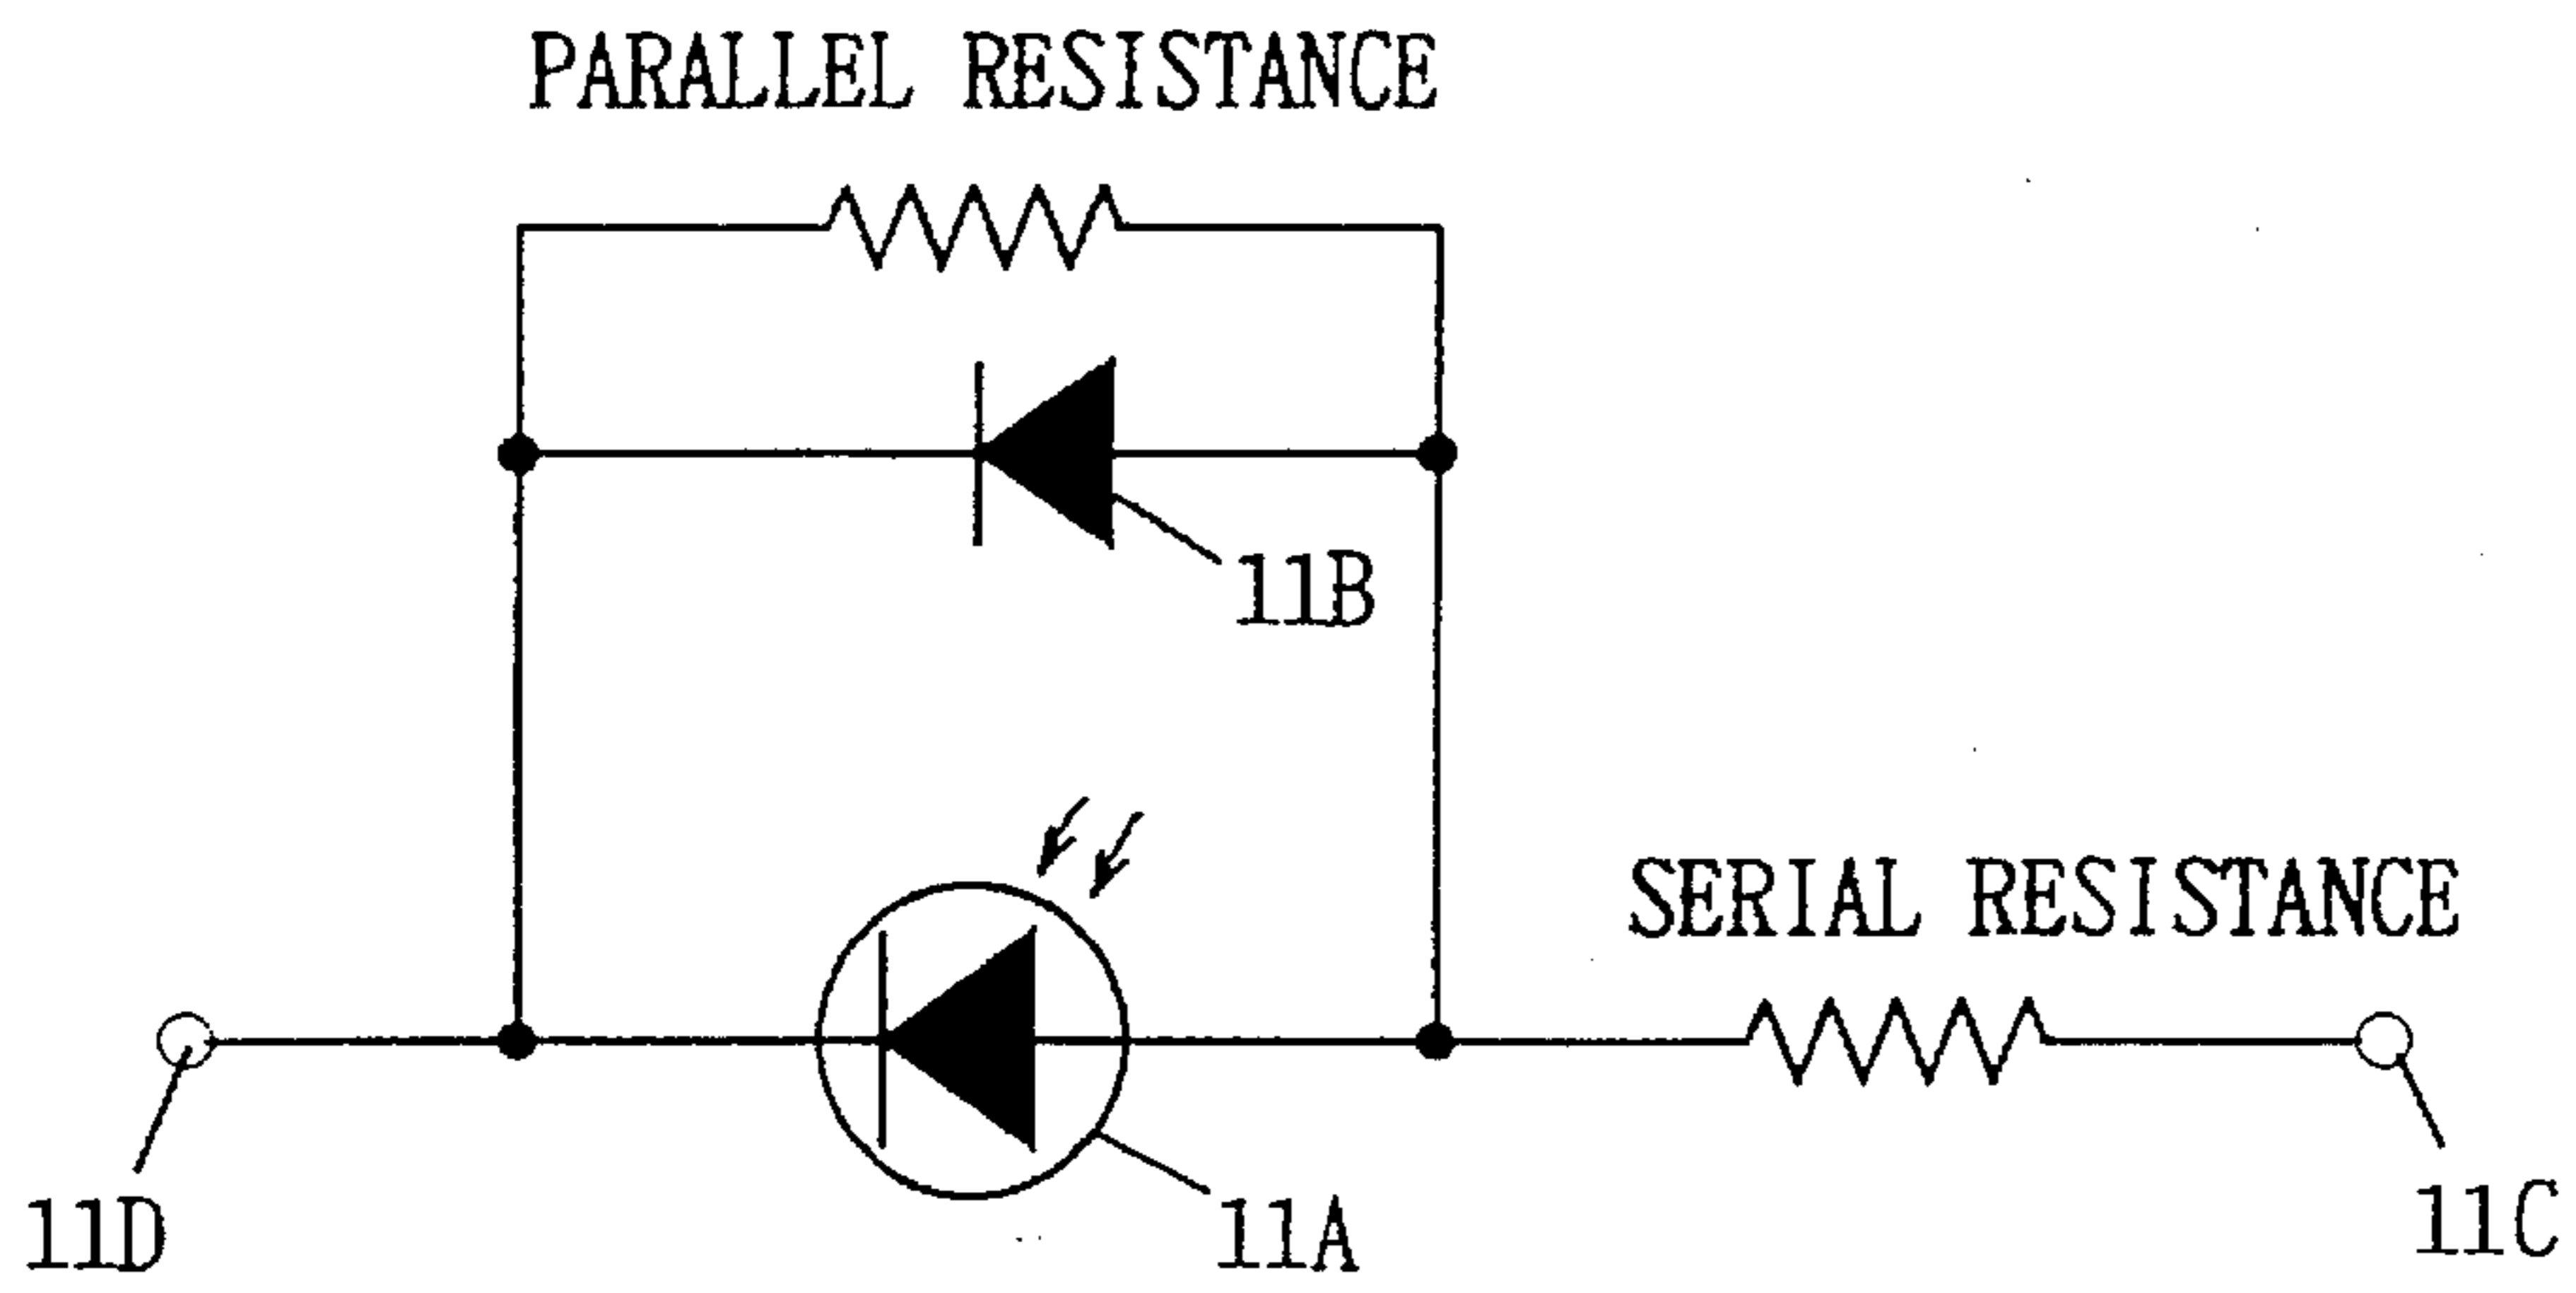 PARALLEL RESISTANCE
11B
SERIAL RESISTANCE
11D
11A
11C